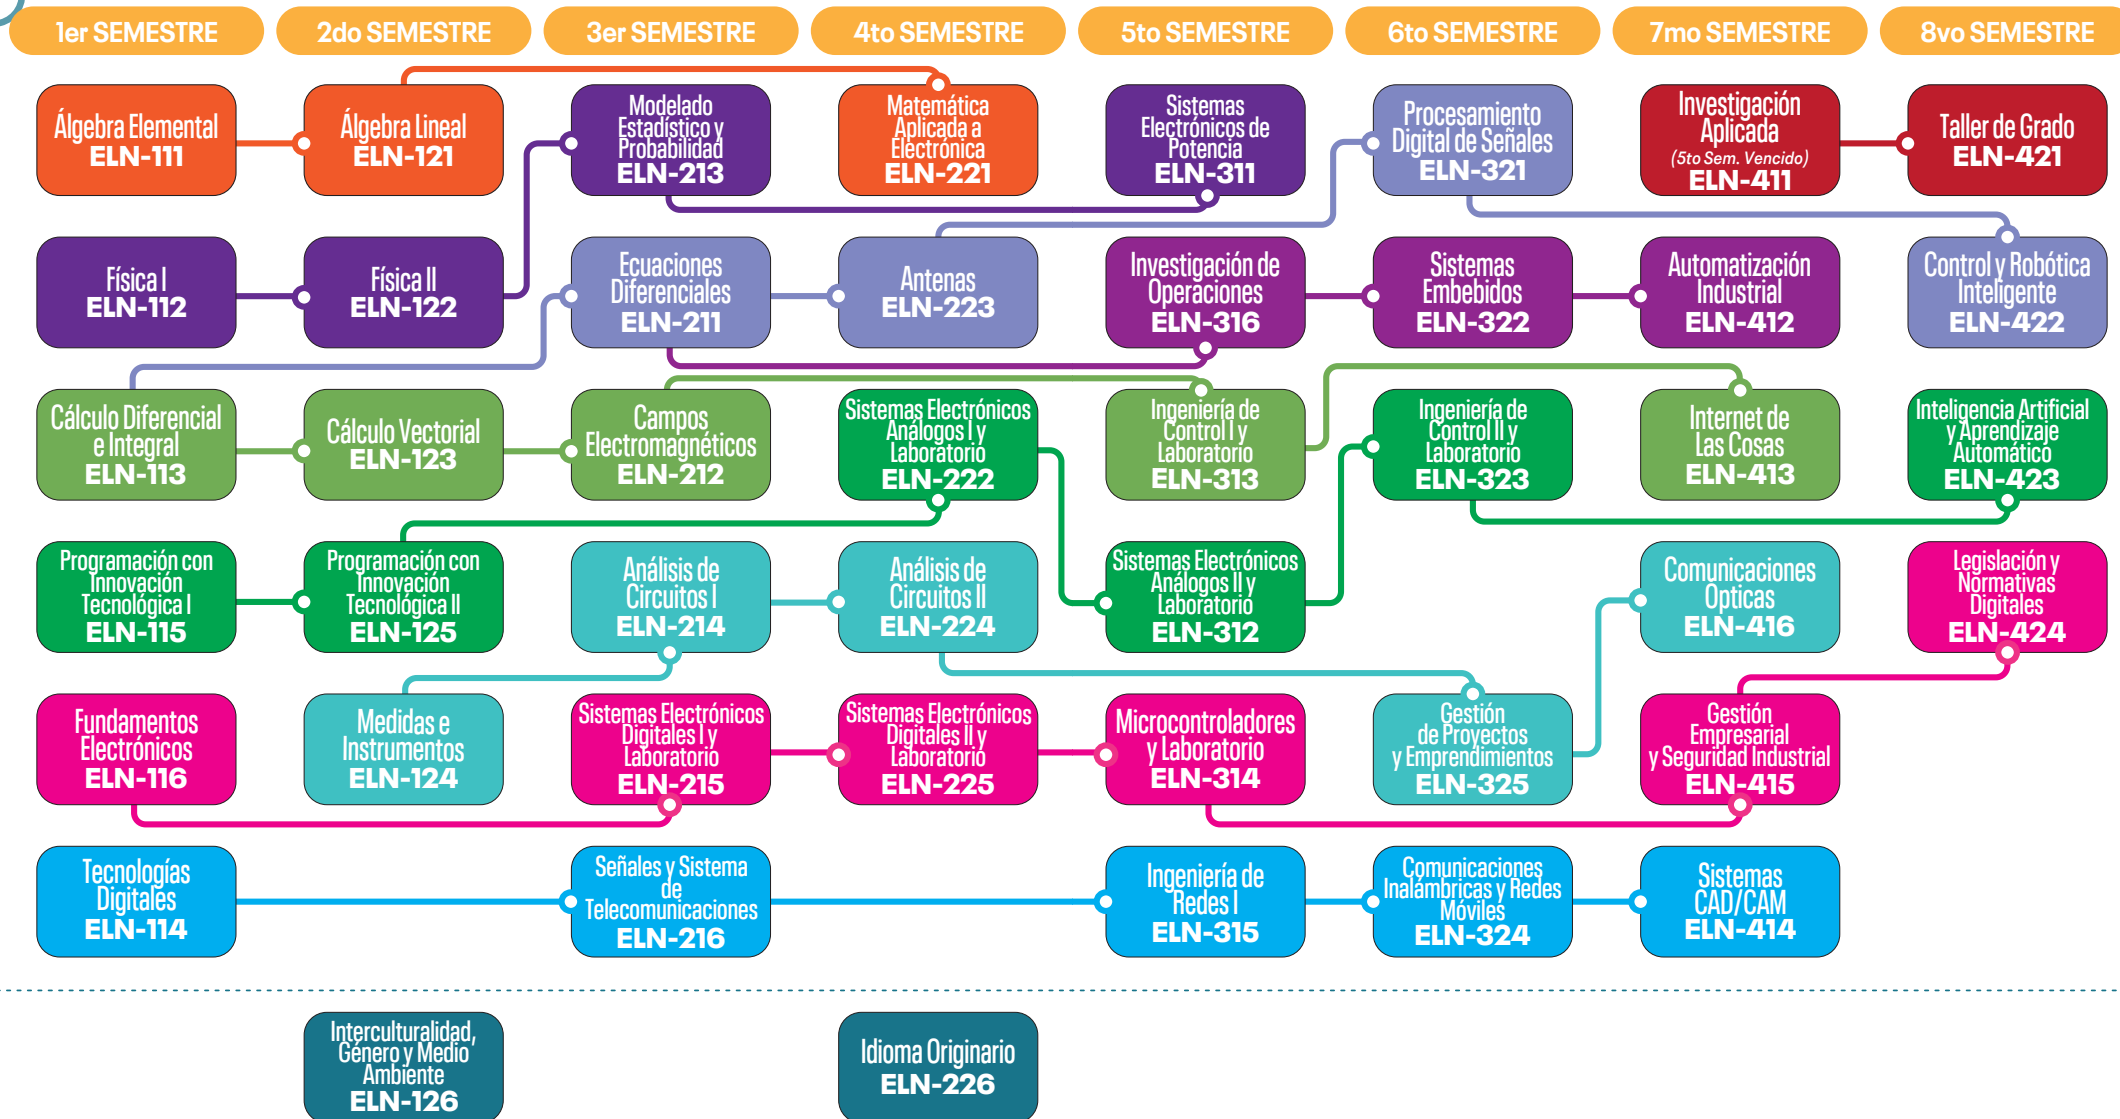 1er SEMESTRE
2do SEMESTRE
3er SEMESTRE
4to SEMESTRE
5to SEMESTRE
6to SEMESTRE
7mo SEMESTRE
8vo SEMESTRE
Álgebra Elemental
ELN-111
Álgebra Lineal
ELN-121
Modelado
Estadístico y
Probabilidad
ELN-213
Matemática
Aplicada a
Electrónica
ELN-221
Sistemas
Electrónicos de
Potencia
ELN-311
Procesamiento
Digital de Señales
ELN-321
Investigación
Aplicada
(5to Sem. Vencido)
ELN-411
Taller de Grado
ELN-421
Física I
ELN-112
Física II
ELN-122
Ecuaciones
Diferenciales
ELN-211
Antenas
ELN-223
Investigación de
Operaciones
ELN-316
Sistemas
Embebidos
ELN-322
Automatización
Industrial
ELN-412
Control y Robótica
Inteligente
ELN-422
Cálculo Diferencial
e Integral
ELN-113
Cálculo Vectorial
ELN-123
Campos
Electromagnéticos
ELN-212
Sistemas Electrónicos
Análogos I y
Laboratorio
ELN-222
Ingeniería de
Control I y
Laboratorio
ELN-313
Ingeniería de
Control II y
Laboratorio
ELN-323
Internet de
Las Cosas
ELN-413
Inteligencia Artificial
y Aprendizaje
Automático
ELN-423
Programación con
Innovación
Tecnológica I
ELN-115
Programación con
Innovación
Tecnológica II
ELN-125
Análisis de
Circuitos I
ELN-214
Análisis de
Circuitos II
ELN-224
Sistemas Electrónicos
Análogos II y
Laboratorio
ELN-312
Comunicaciones
Opticas
ELN-416
Legislación y
Normativas
Digitales
ELN-424
Fundamentos
Electrónicos
ELN-116
Medidas e
Instrumentos
ELN-124
Sistemas Electrónicos
Digitales I y
Laboratorio
ELN-215
Sistemas Electrónicos
Digitales II y
Laboratorio
ELN-225
Microcontroladores
y Laboratorio
ELN-314
Gestión
de Proyectos
y Emprendimientos
ELN-325
Gestión
Empresarial
y Seguridad Industrial
ELN-415
Tecnologías
Digitales
ELN-114
Señales y Sistema
de
Telecomunicaciones
ELN-216
Ingeniería de
Redes I
ELN-315
Comunicaciones
Inalámbricas y Redes
Móviles
ELN-324
Sistemas
CAD/CAM
ELN-414
Interculturalidad,
Género y Medio
Ambiente
ELN-126
Idioma Originario
ELN-226